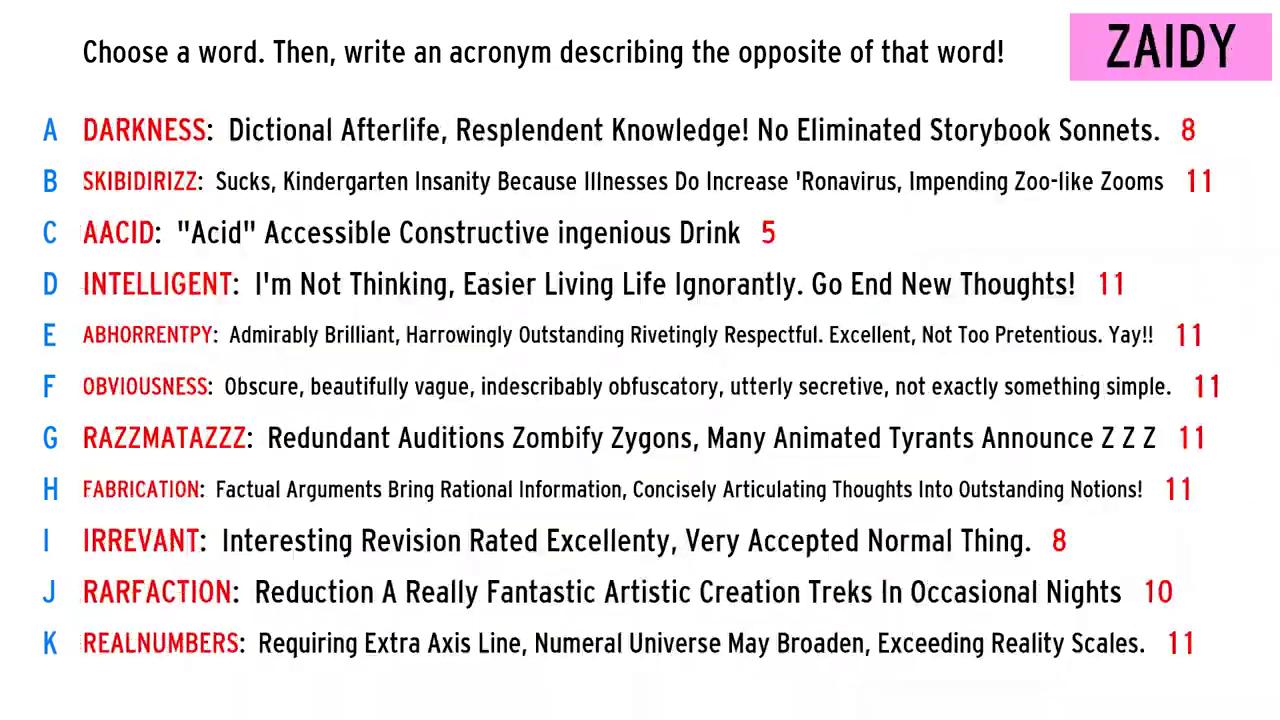 Choose a word. Then, write an acronym describing the opposite of that word!
ZAIDY
A DARKNESS: Dictional Afterlife, Resplendent Knowledge! No Eliminated Storybook Sonnets. 8
B SKIBIDIRIZZ: Sucks, Kindergarten Insanity Because Illnesses Do Increase 'Ronavirus, Impending Zoo-like Zooms 11
C AACID: "Acid" Accessible Constructive ingenious Drink 5
D INTELLIGENT: I'm Not Thinking, Easier Living Life Ignorantly. Go End New Thoughts! 11
E ABHORRENTPY: Admirably Brilliant, Harrowingly Outstanding Rivetingly Respectful. Excellent, Not Too Pretentious. Yay!! 11
F OBVIOUSNESS: Obscure, beautifully vague, indescribably obfuscatory, utterly secretive, not exactly something simple. 11
G RAZZMATAZZZ: Redundant Auditions Zombify Zygons, Many Animated Tyrants Announce Z Z Z 11
H FABRICATION: Factual Arguments Bring Rational Information, Concisely Articulating Thoughts Into Outstanding Notions! 11
I IRREVANT: Interesting Revision Rated Excellenty, Very Accepted Normal Thing. 8
J RARFACTION: Reduction A Really Fantastic Artistic Creation Treks In Occasional Nights 10
K REALNUMBERS: Requiring Extra Axis Line, Numeral Universe May Broaden, Exceeding Reality Scales. 11